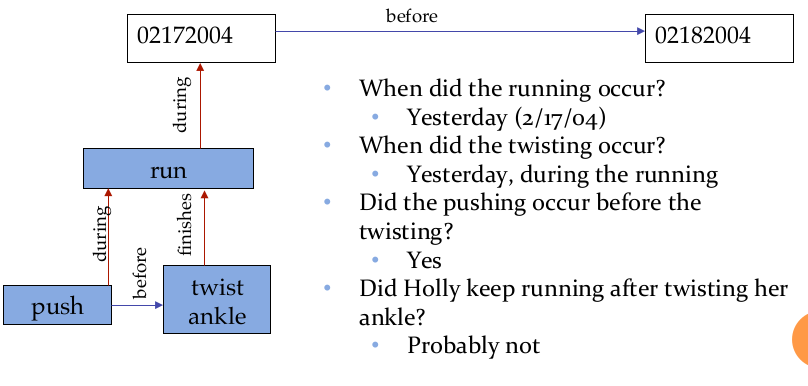 before
02172004
02182004
during
run
during
finishes
before
push
twist
ankle
• When did the running occur?
• Yesterday (2/17/04)
• When did the twisting occur?
• Yesterday, during the running
• Did the pushing occur before the
twisting?
• Yes
• Did Holly keep running after twisting her
ankle?
• Probably not